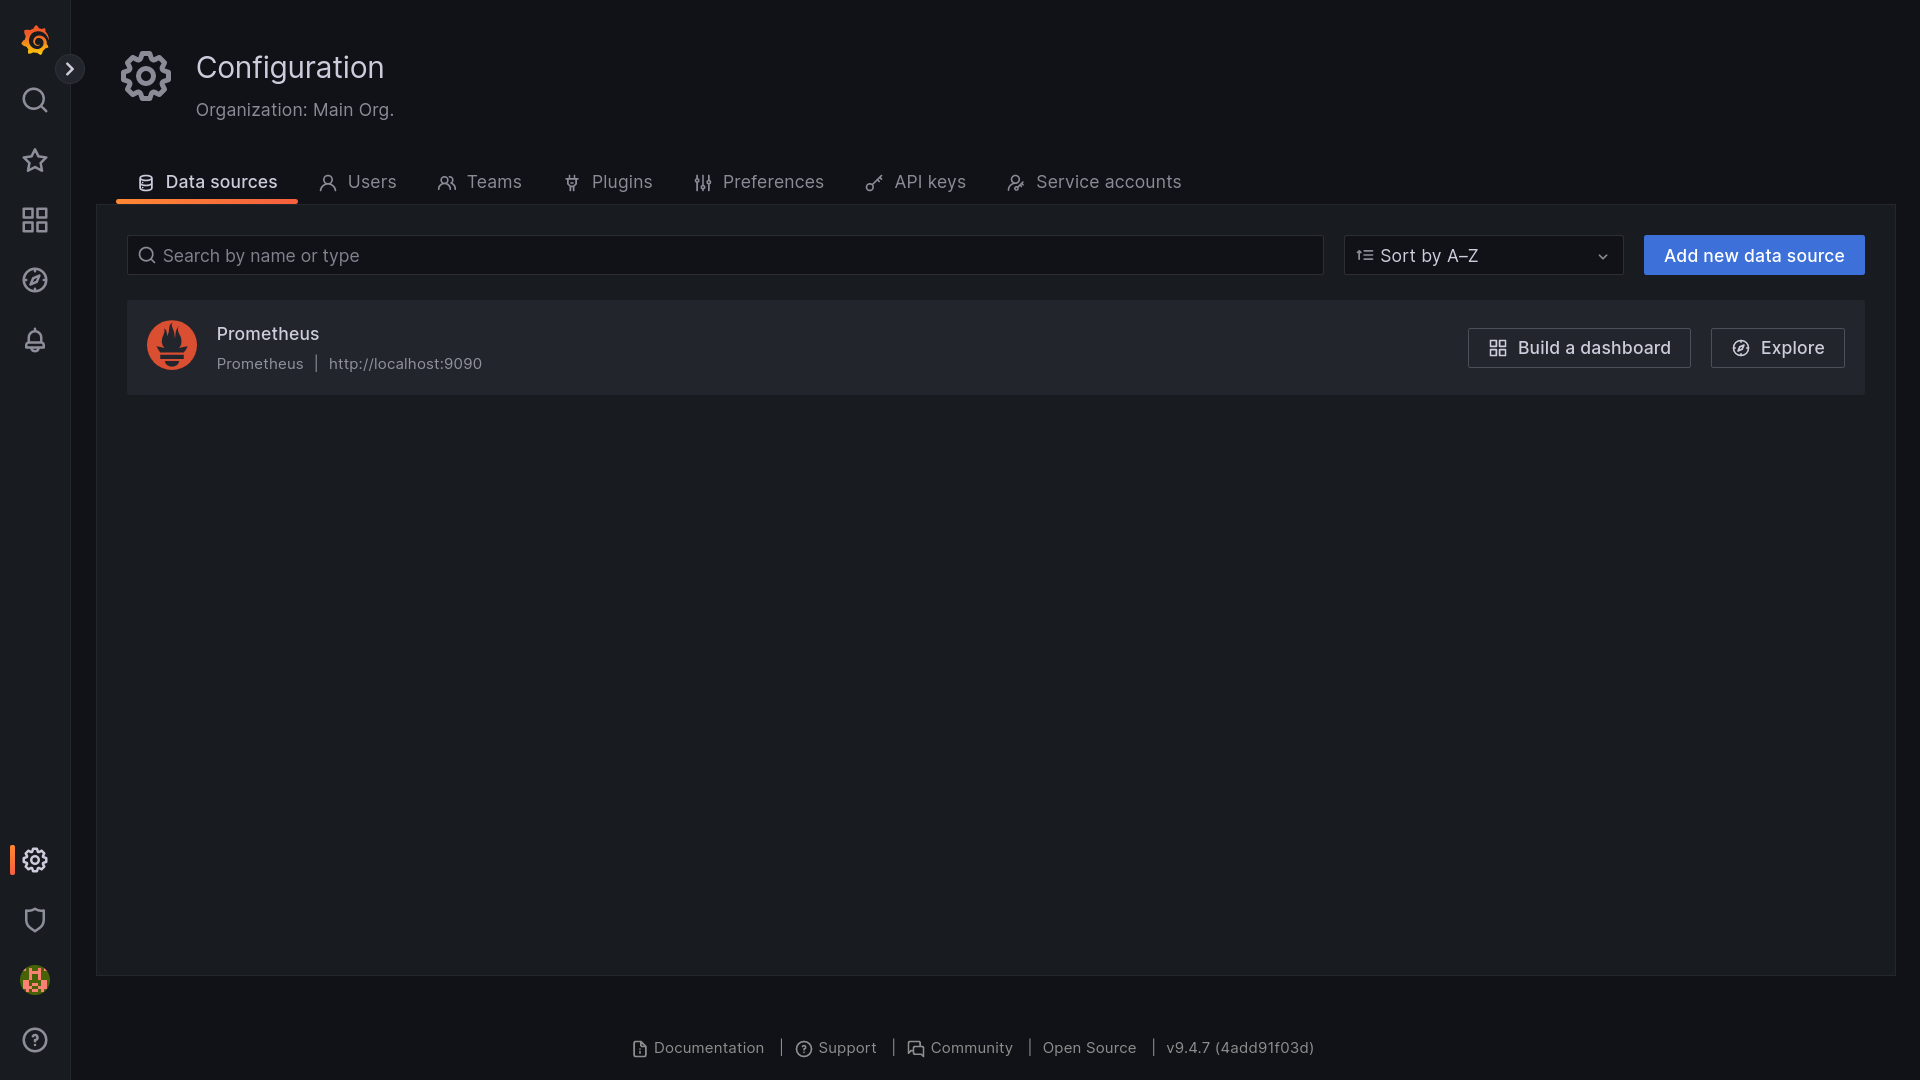 Configuration
Organization: Main Org.
Data sources Users Teams Plugins Preferences API keys Service accounts
Search by name or type Sort by A–Z Add new data source
Prometheus
Prometheus | http://localhost:9090
Build a dashboard Explore
Documentation | Support | Community | Open Source | v9.4.7 (4add91f03d)